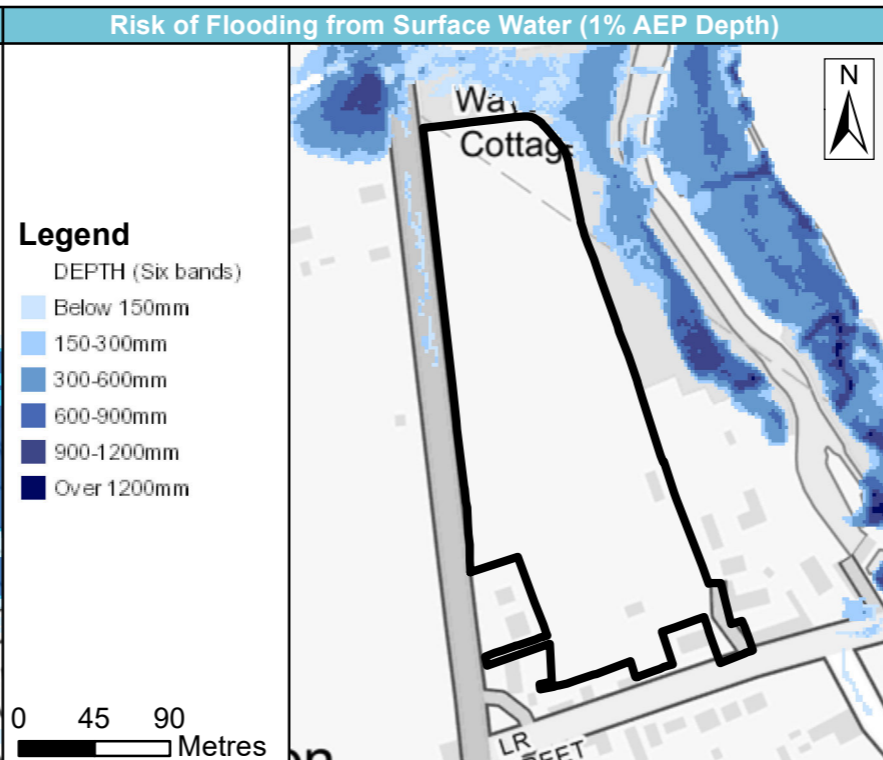 Risk of Flooding from Surface Water (1% AEP Depth)
Legend
DEPTH (Six bands)
Below 150mm
150-300mm
300-600mm
600-900mm
900-1200mm
Over 1200mm
0 45 90
Metres
N
Cottag
LR